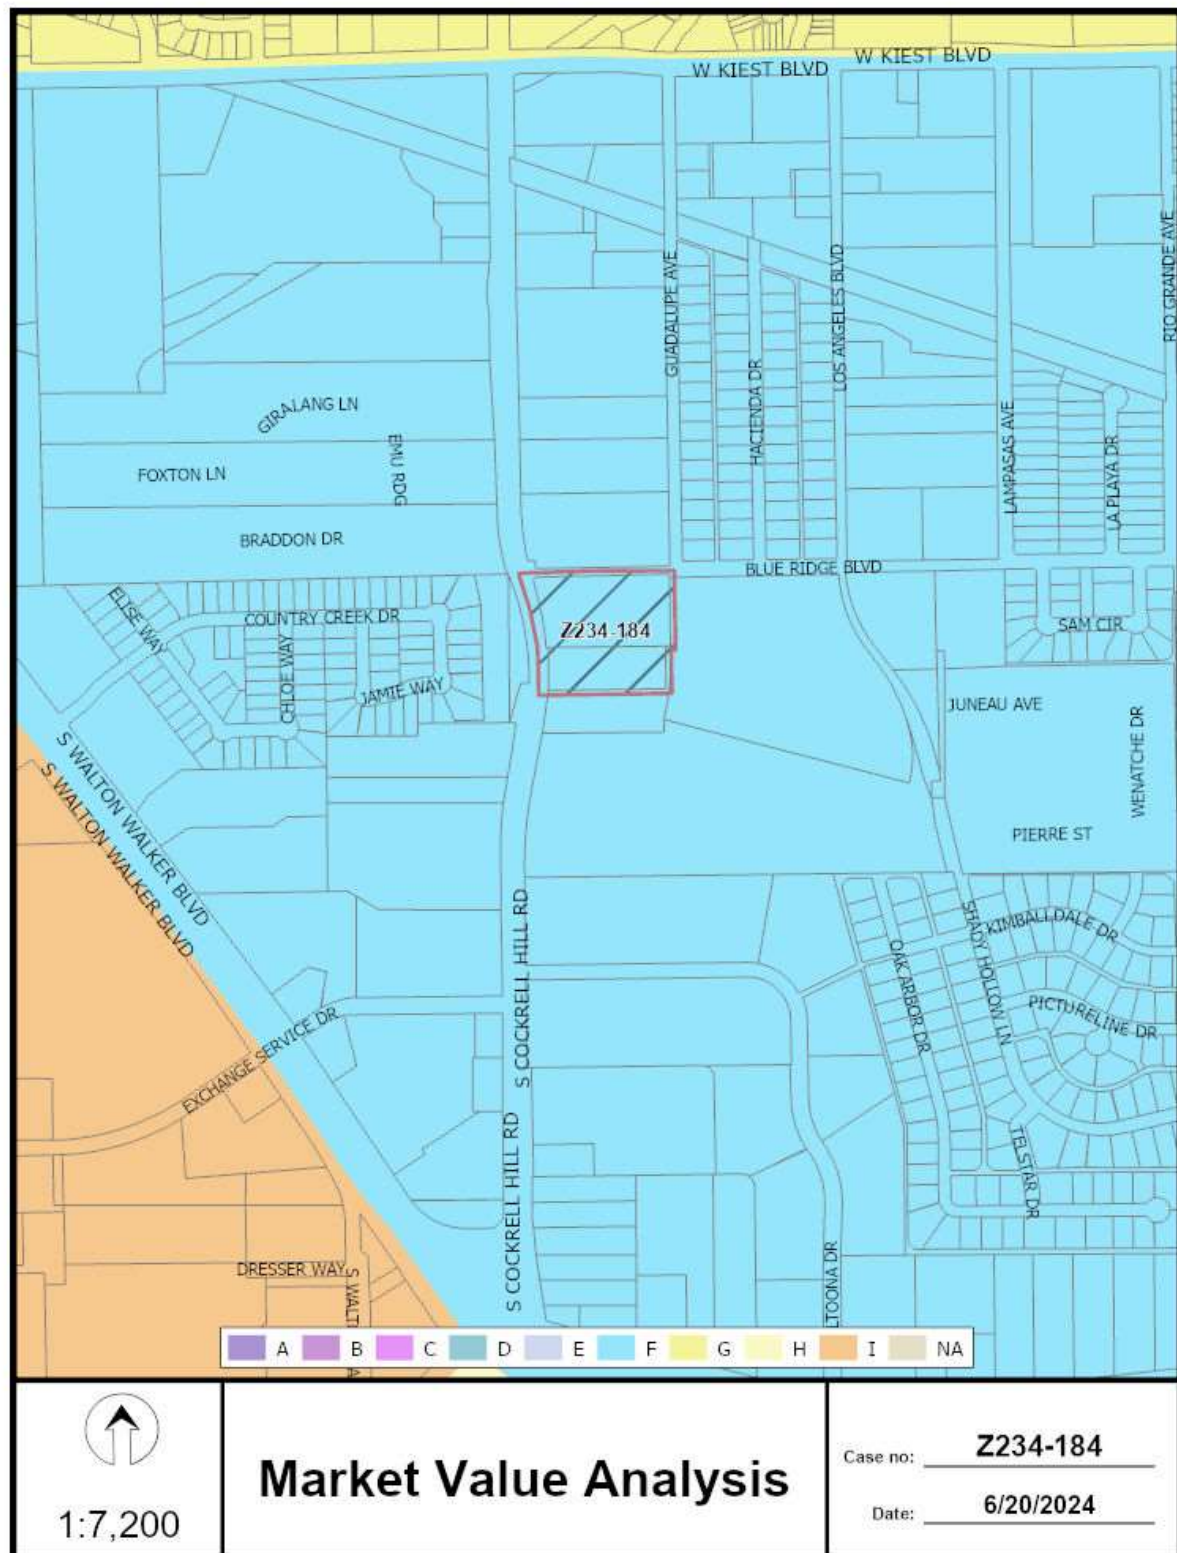 W KIEST BLVD
W KIEST BLVD
GUADALUPE AVE
HACIENDA DR
LOS ANGELES BLVD
RIO GRANDE AVE
GIRALANG LN
FOXTON LN
EMU RDG
LAMPASAS AVE
LA PLAYA DR
BRADDON DR
BLUE RIDGE BLVD
ELISE WAY
COUNTRY CREEK DR
CHLOE WAY
JAMIE WAY
Z234-184
SAM CIR
JUNEAU AVE
WENATCHE DR
PIERRE ST
S WALTON WALKER BLVD
S WALTON WALKER BLVD
S COCKRELL HILL RD
SHADY HOLLOW LN
KIMBALLDALE DR
OAK ARBOR DR
PICTURELINE DR
EXCHANGE SERVICE DR
S COCKRELL HILL RD
TELSTAR DR
DRESSER WAY
S WALT
LTOONA DR
A B C D E F G H I NA
1:7,200
Market Value Analysis
Case no: Z234-184
Date: 6/20/2024